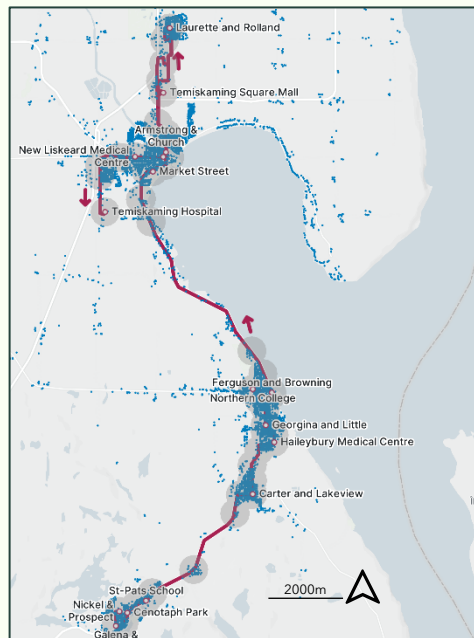 Laurette and Rolland
Temiskaming Square Mall
Armstrong &
Church
New Liskeard Medical
Centre
Market Street
Temiskaming Hospital
Ferguson and Browning
Northern College
Georgina and Little
Haileybury Medical Centre
Carter and Lakeview
2000m
St-Pats School
Nickel &
Prospect
Cenotaph Park
Galena &